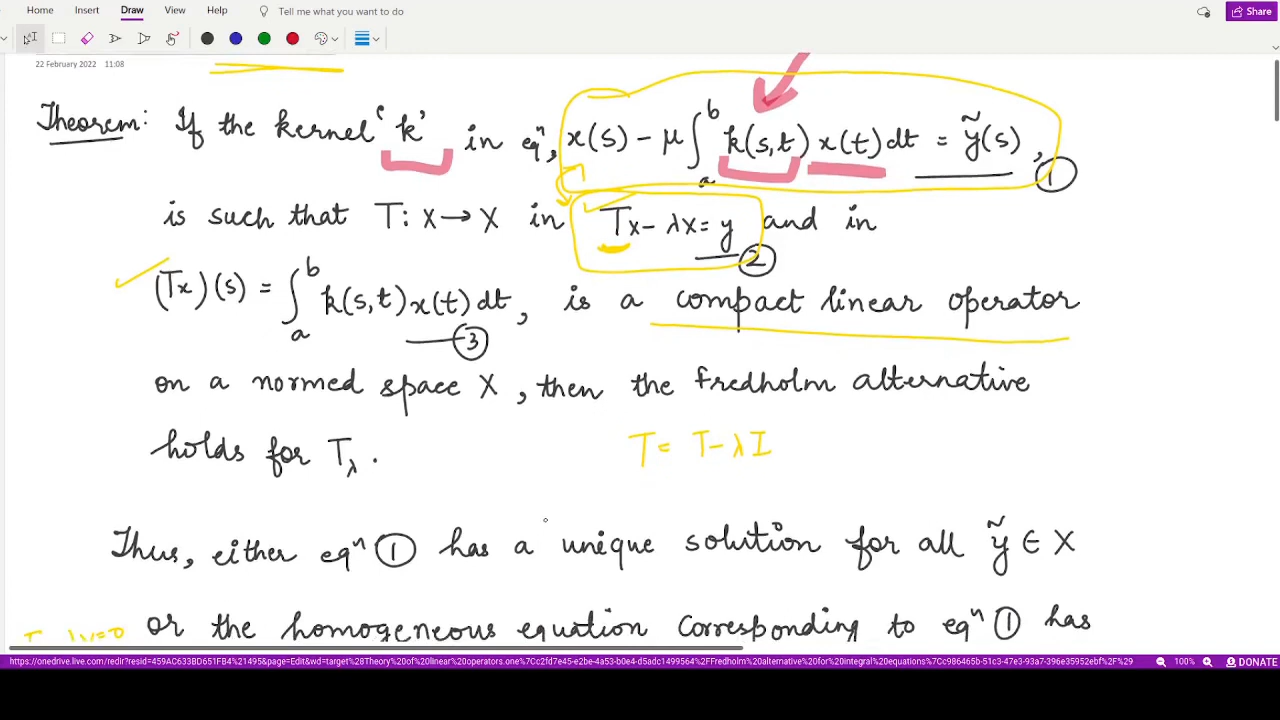 Home Insert Draw View Help Tell me what you want to do Share
22 February 2022 11:08
Theorem: If the kernel 'k' in eqⁿ, x(s) - μ∫ₐᵇ k(s,t) x(t)dt = ỹ(s), ①
is such that T: X→X in Tx-λx=y and in ②
(Tx)(s) = ∫ₐᵇ k(s,t)x(t)dt, is a compact linear operator ③
on a normed space X, then the Fredholm alternative
holds for T_λ. T= T-λI
Thus, either eqⁿ ① has a unique solution for all ỹ ∈ X
or the homogeneous equation corresponding to eqⁿ ① has
100% DONATE